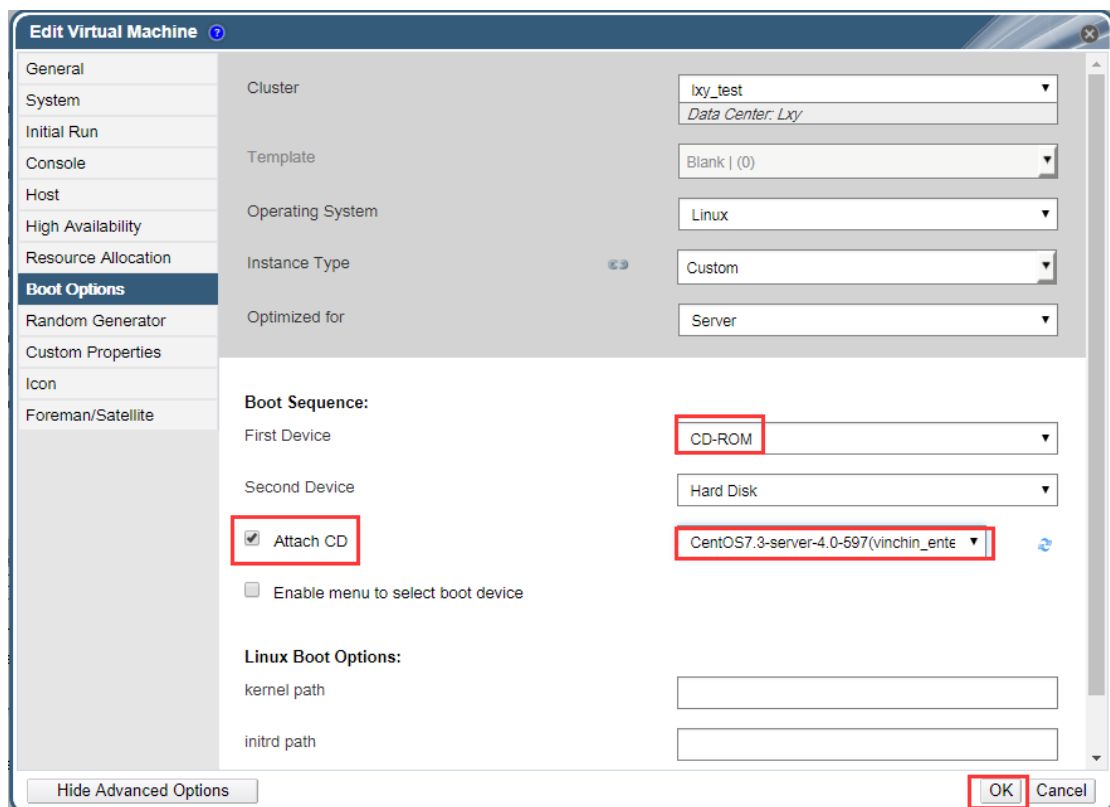 Edit Virtual Machine ?
General
System
Initial Run
Console
Host
High Availability
Resource Allocation
Boot Options
Random Generator
Custom Properties
Icon
Foreman/Satellite
Cluster
lxy_test
Data Center: Lxy
Template
Blank | (0)
Operating System
Linux
Instance Type
Custom
Optimized for
Server
Boot Sequence:
First Device
CD-ROM
Second Device
Hard Disk
Attach CD
CentOS7.3-server-4.0-597(vinchin_ente
Enable menu to select boot device
Linux Boot Options:
kernel path
initrd path
Hide Advanced Options
OK
Cancel